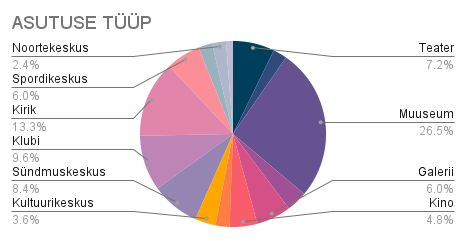 ASUTUSE TÜÜP
Noortekeskus
2.4%
Spordikeskus
6.0%
Kirik
13.3%
Klubi
9.6%
Sündmuskeskus
8.4%
Kultuurikeskus
3.6%
Teater
7.2%
Muuseum
26.5%
Galerii
6.0%
Kino
4.8%